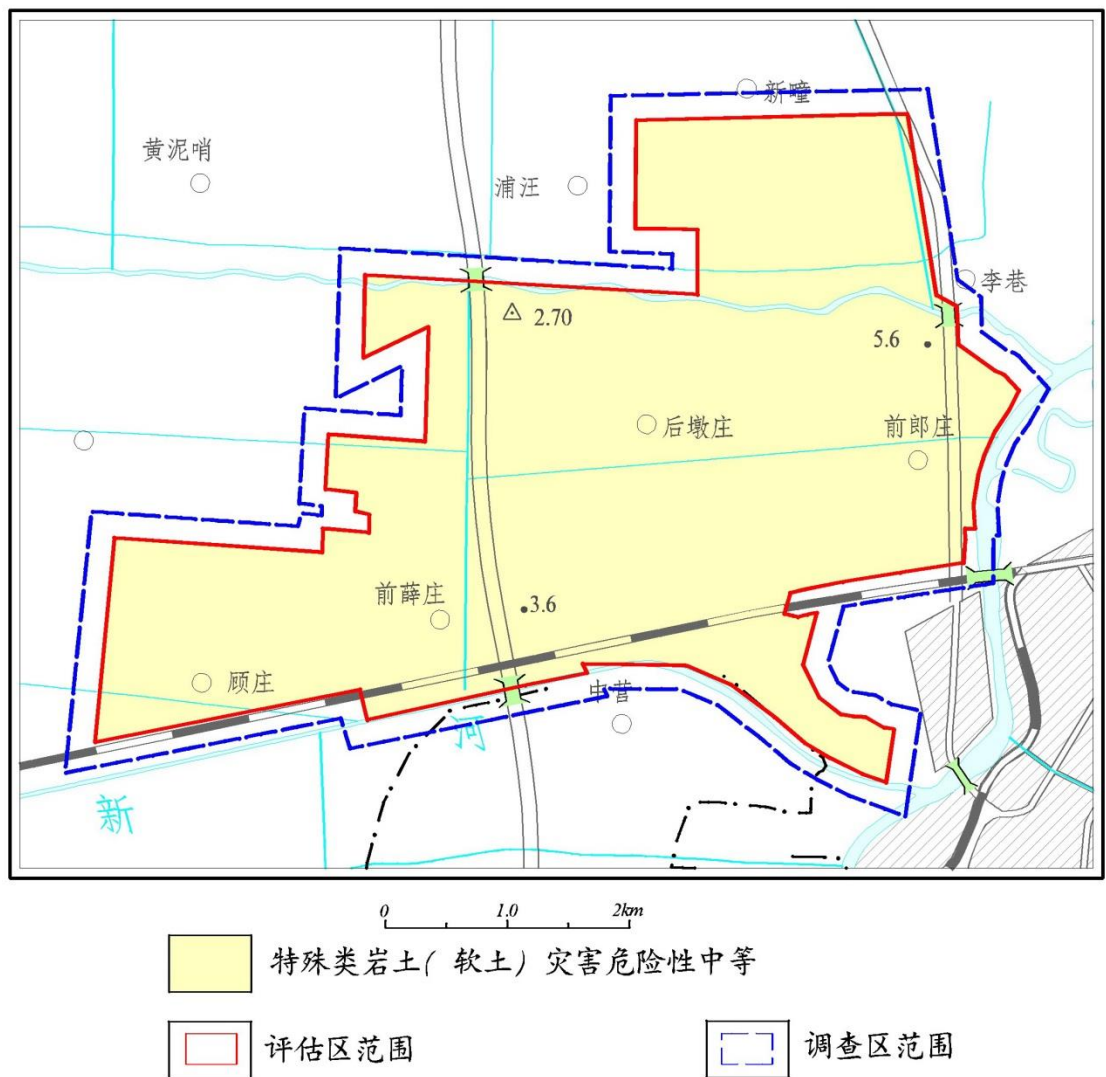 新疃
黄泥哨
浦汪
李巷
2.70
5.6
后墩庄
前郎庄
前薛庄
3.6
顾庄
中营
河
新
0 1.0 2km
特殊类岩土( 软土) 灾害危险性中等
评估区范围
调查区范围